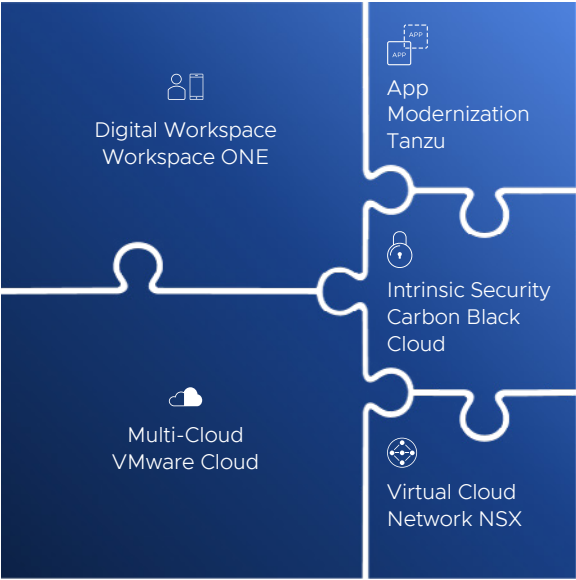 Digital Workspace
Workspace ONE
APP
APP
App
Modernization
Tanzu
Intrinsic Security
Carbon Black
Cloud
Multi-Cloud
VMware Cloud
Virtual Cloud
Network NSX